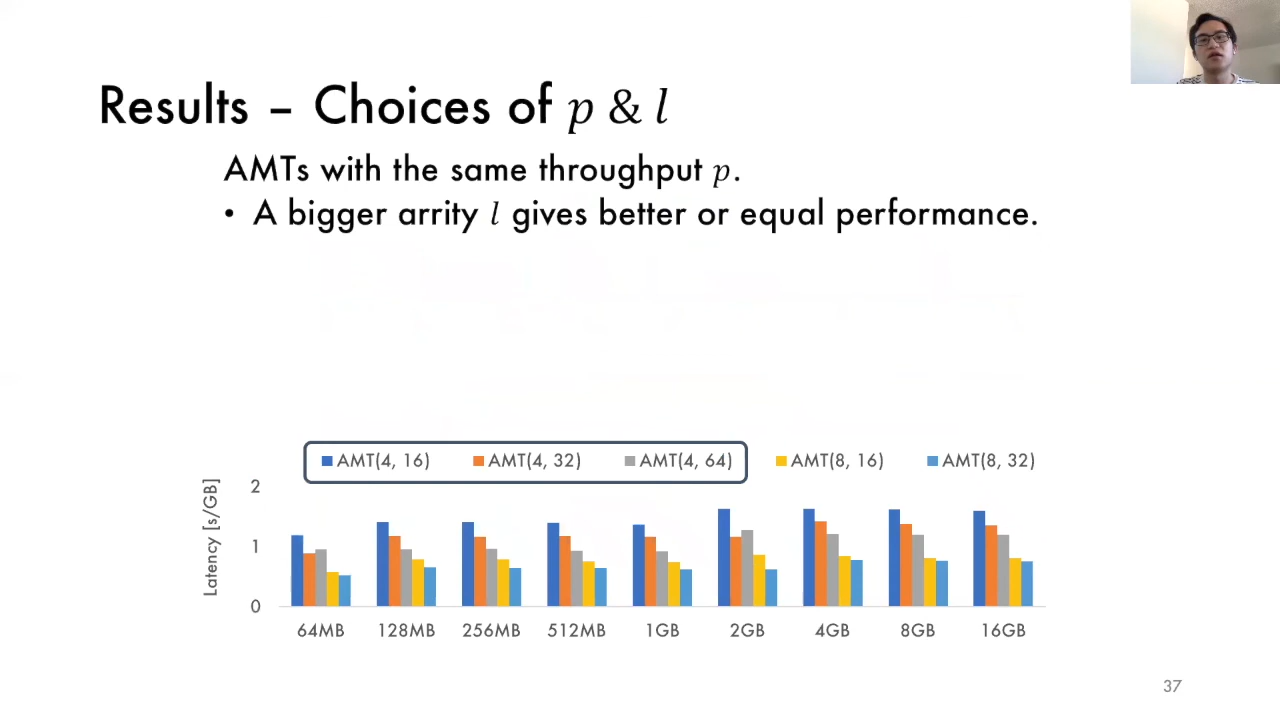 Results – Choices of p & l
AMTs with the same throughput p.
• A bigger arrity l gives better or equal performance.
AMT(4, 16) AMT(4, 32) AMT(4, 64) AMT(8, 16) AMT(8, 32)
Latency [s/GB]
2
1
0
64MB 128MB 256MB 512MB 1GB 2GB 4GB 8GB 16GB
37